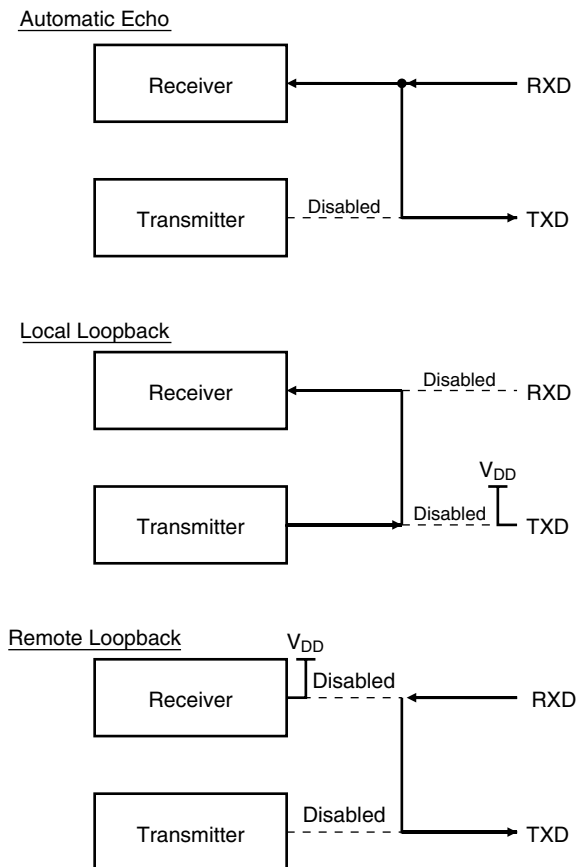 Automatic Echo
Receiver
RXD
Transmitter
Disabled
TXD
Local Loopback
Receiver
Disabled
RXD
VDD
Transmitter
Disabled
TXD
Remote Loopback
VDD
Receiver
Disabled
RXD
Transmitter
Disabled
TXD